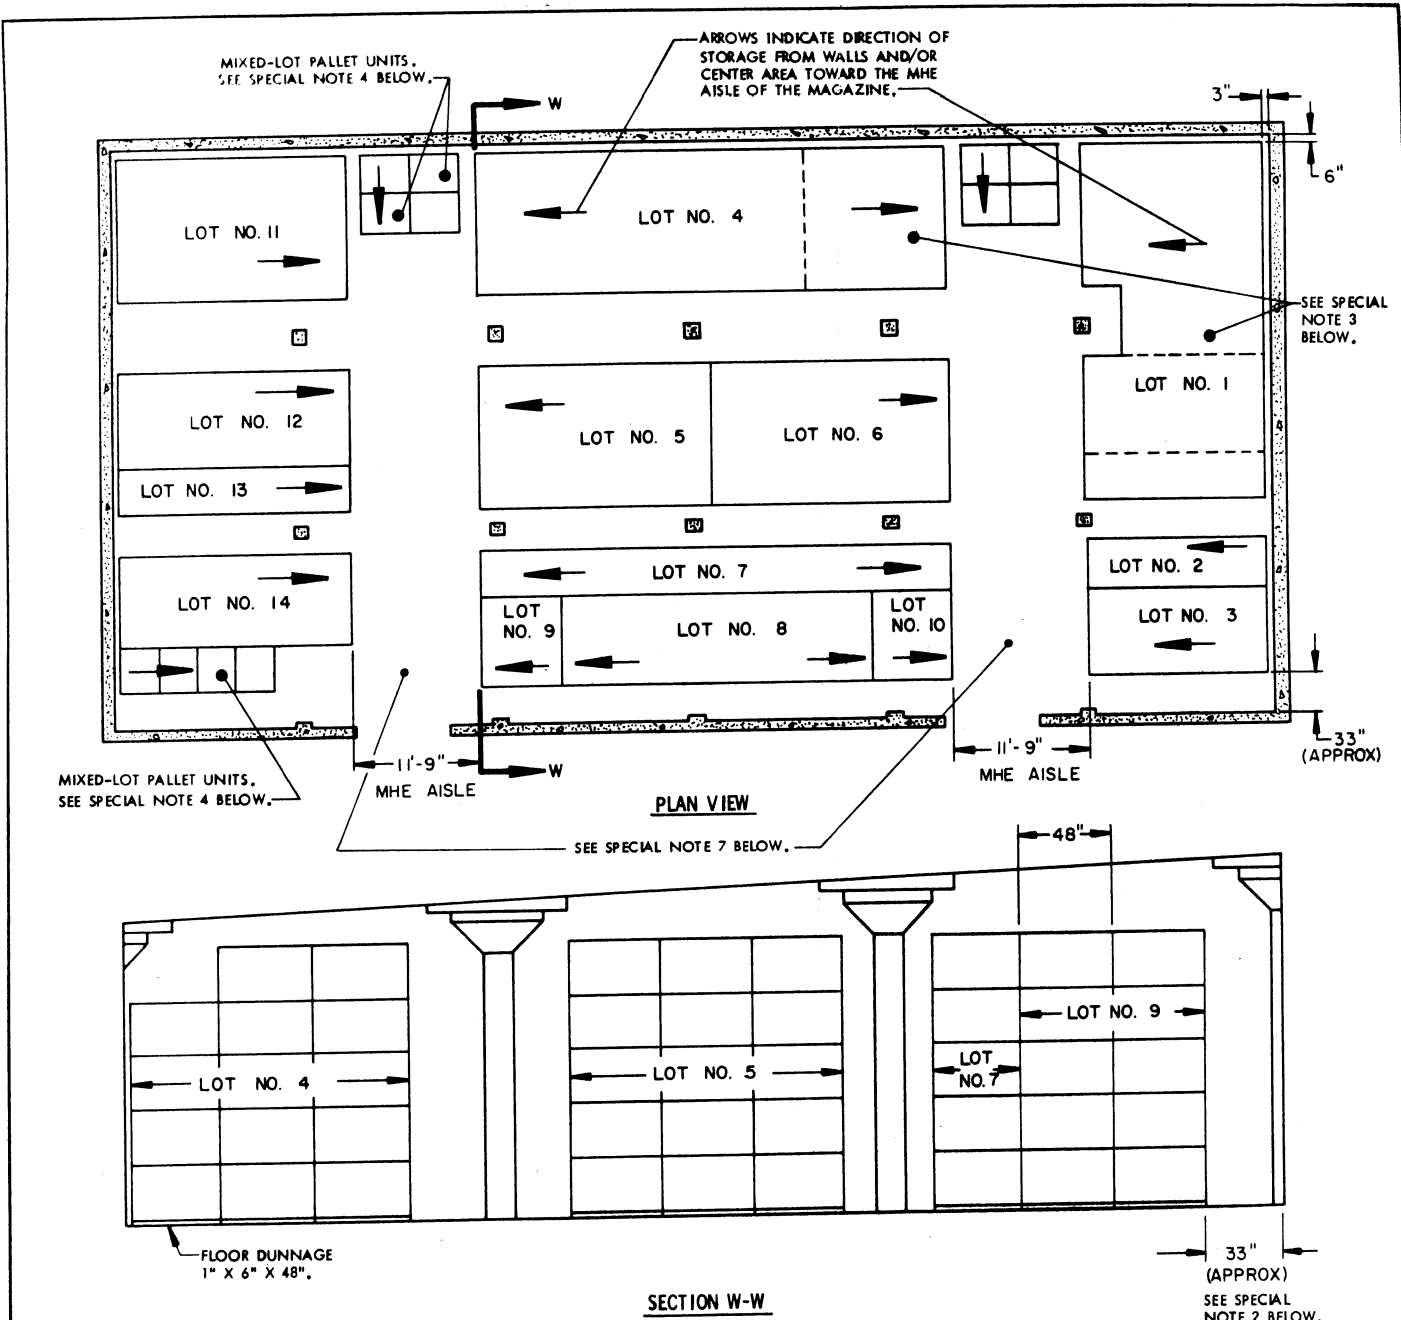 MIXED-LOT PALLET UNITS.
SEE SPECIAL NOTE 4 BELOW.
W
ARROWS INDICATE DIRECTION OF
STORAGE FROM WALLS AND/OR
CENTER AREA TOWARD THE MHE
AISLE OF THE MAGAZINE.
3"
6"
LOT NO. 11
LOT NO. 4
SEE SPECIAL
NOTE 3
BELOW.
LOT NO. 1
LOT NO. 12
LOT NO. 5
LOT NO. 6
LOT NO. 13
LOT NO. 7
LOT NO. 2
LOT NO. 14
LOT
NO. 9
LOT NO. 8
LOT
NO. 10
LOT NO. 3
33"
(APPROX)
11'-9"
MHE AISLE
W
11'-9"
MHE AISLE
MIXED-LOT PALLET UNITS.
SEE SPECIAL NOTE 4 BELOW.
PLAN VIEW
SEE SPECIAL NOTE 7 BELOW.
48"
LOT NO. 4
LOT NO. 5
LOT NO. 9
LOT
NO. 7
FLOOR DUNNAGE
1" X 6" X 48".
33"
(APPROX)
SEE SPECIAL
NOTE 2 BELOW.
SECTION W-W